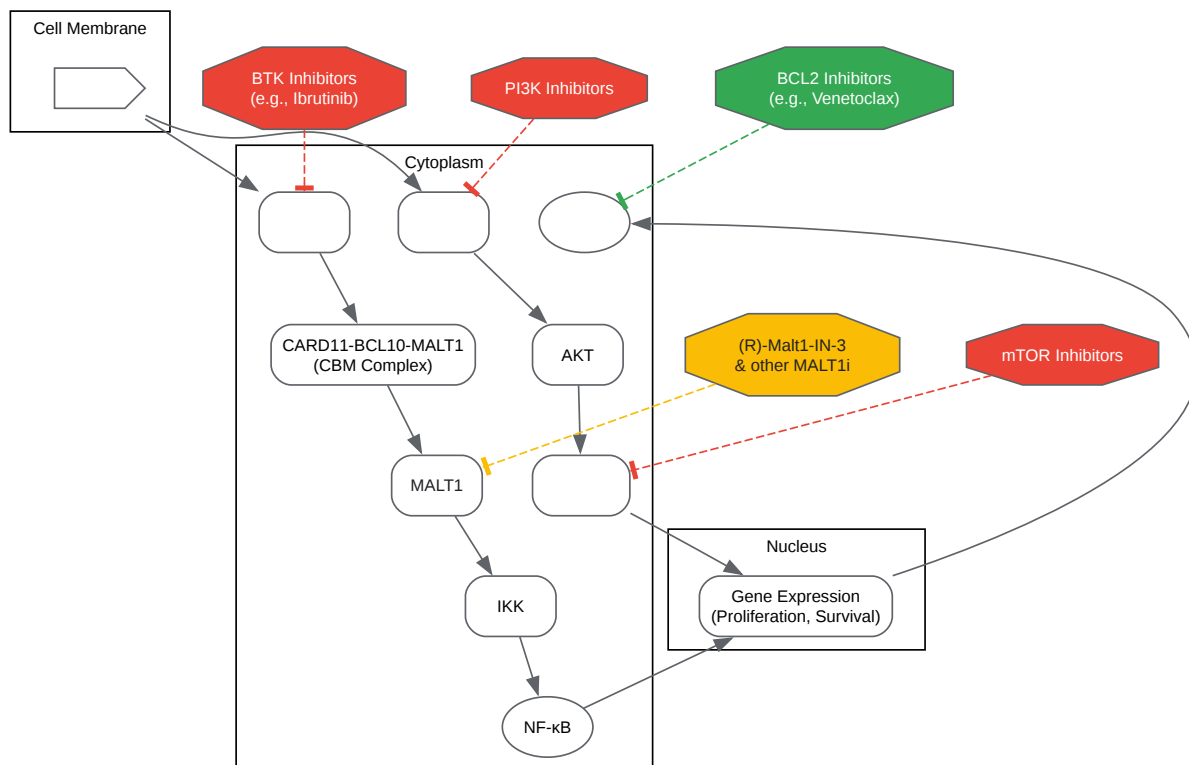 Cell Membrane
BTK Inhibitors
(e.g., Ibrutinib)
PI3K Inhibitors
BCL2 Inhibitors
(e.g., Venetoclax)
Cytoplasm
CARD11-BCL10-MALT1
(CBM Complex)
AKT
(R)-Malt1-IN-3
& other MALT1i
mTOR Inhibitors
MALT1
Nucleus
IKK
Gene Expression
(Proliferation, Survival)
NF-κB